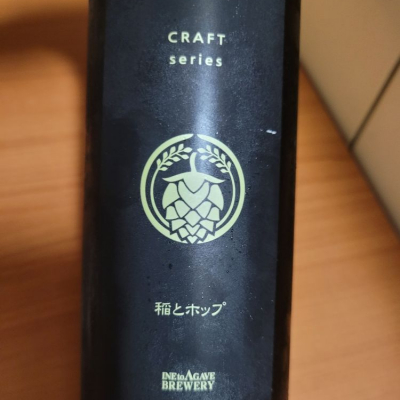 CRAFT
series
稲とホップ
INE to AGAVE
BREWERY